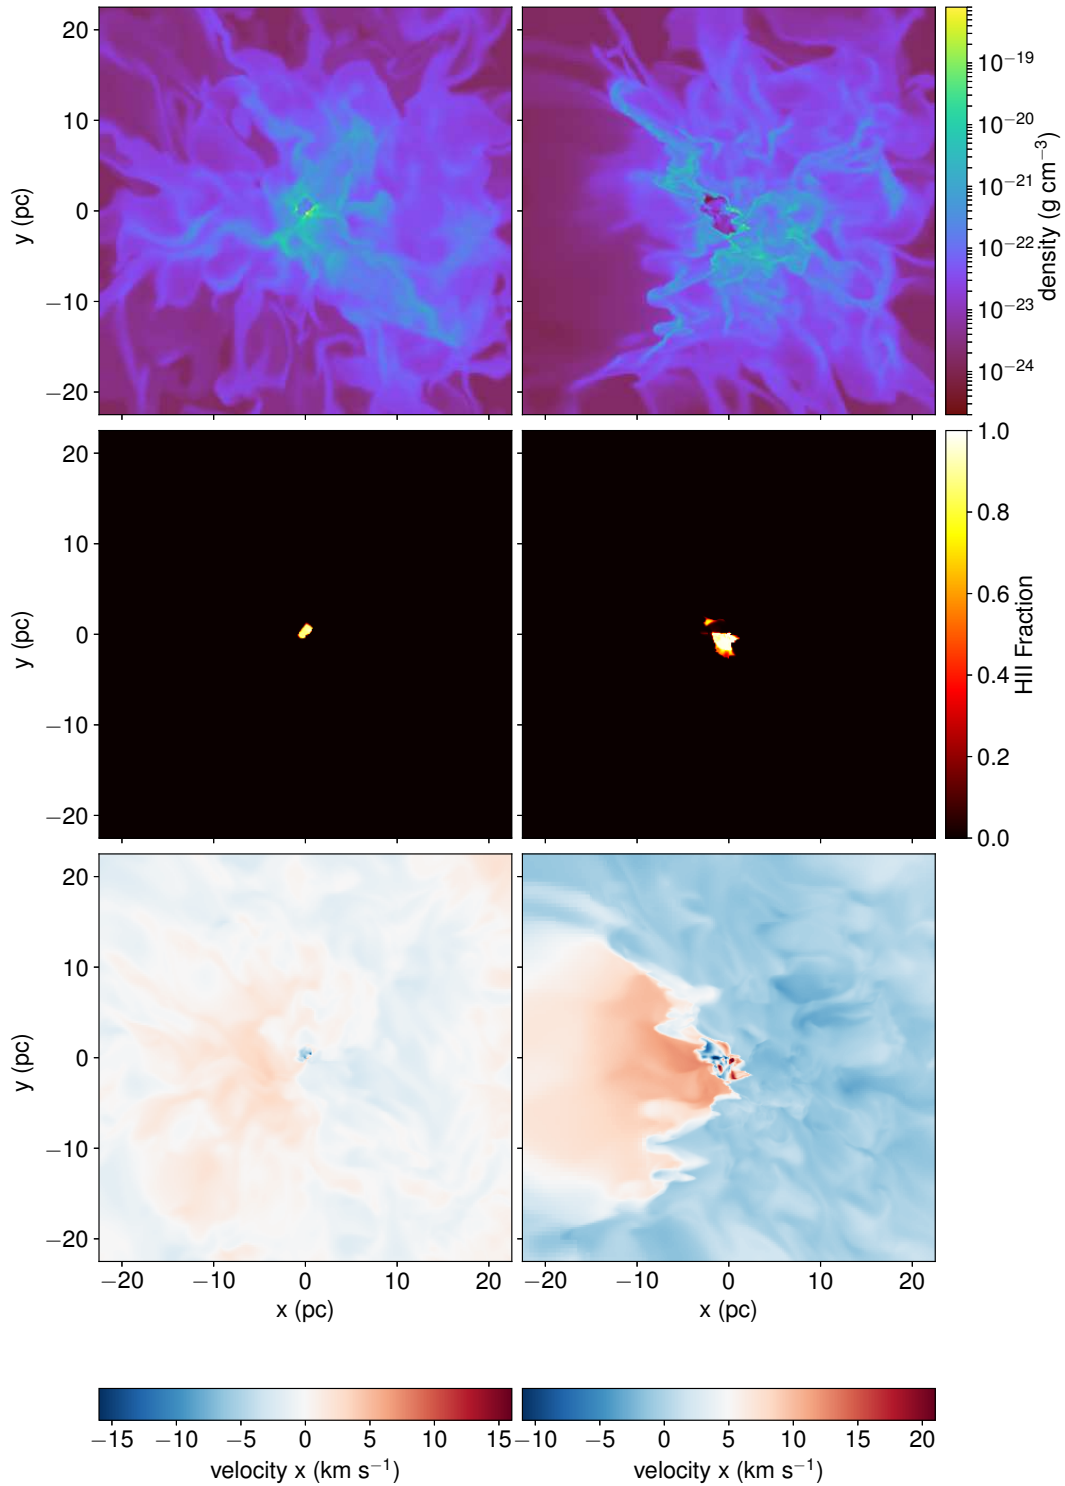 20
10
0
−10
−20
y (pc)
10⁻¹⁹
10⁻²⁰
10⁻²¹
10⁻²²
10⁻²³
10⁻²⁴
density (g cm⁻³)
20
10
0
−10
−20
y (pc)
1.0
0.8
0.6
0.4
0.2
0.0
HII Fraction
20
10
0
−10
−20
y (pc)
−20 −10 0 10 20
x (pc)
−20 −10 0 10 20
x (pc)
−15 −10 −5 0 5 10 15
velocity x (km s⁻¹)
−10 −5 0 5 10 15 20
velocity x (km s⁻¹)